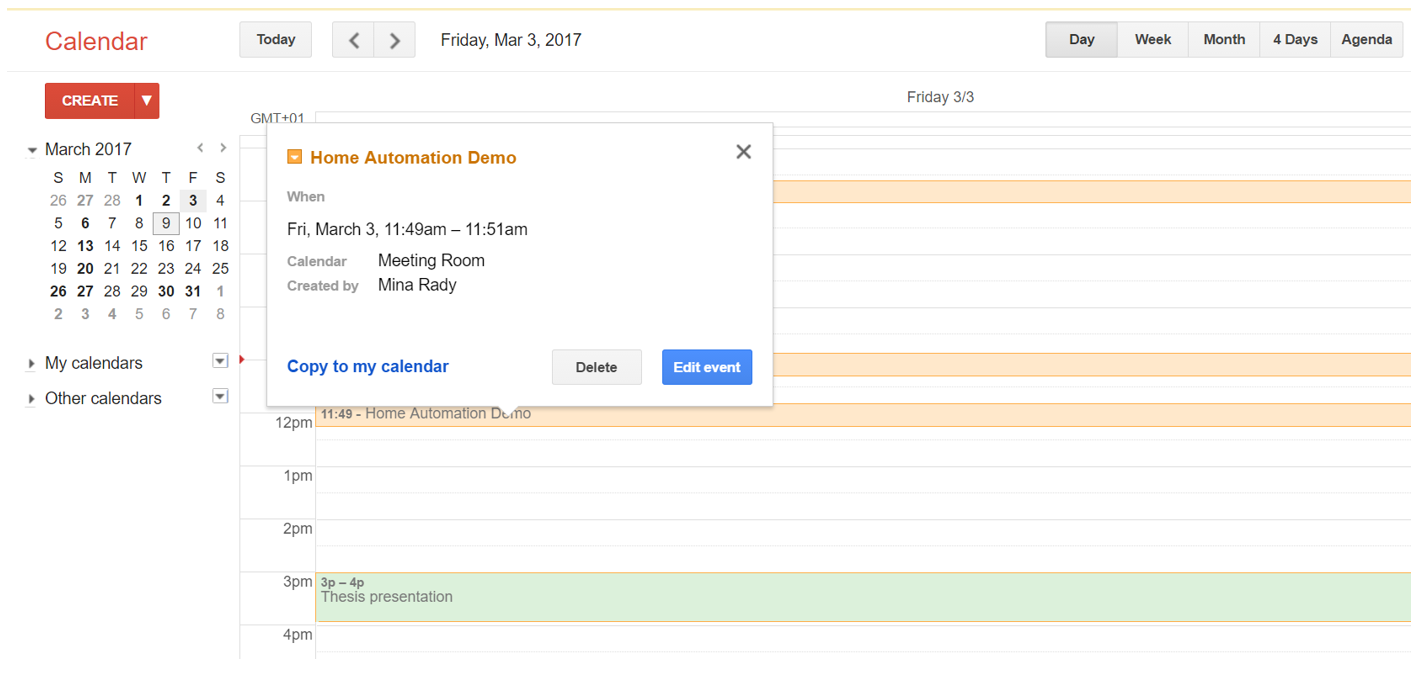 Calendar
Today
Friday, Mar 3, 2017
Day Week Month 4 Days Agenda
CREATE
Friday 3/3
GMT+01
March 2017
S M T W T F S
26 27 28 1 2 3 4
5 6 7 8 9 10 11
12 13 14 15 16 17 18
19 20 21 22 23 24 25
26 27 28 29 30 31 1
2 3 4 5 6 7 8
My calendars
Other calendars
Home Automation Demo
When
Fri, March 3, 11:49am – 11:51am
Calendar Meeting Room
Created by Mina Rady
Copy to my calendar
Delete
Edit event
11:49 - Home Automation Demo
12pm
1pm
2pm
3pm
3p – 4p
Thesis presentation
4pm